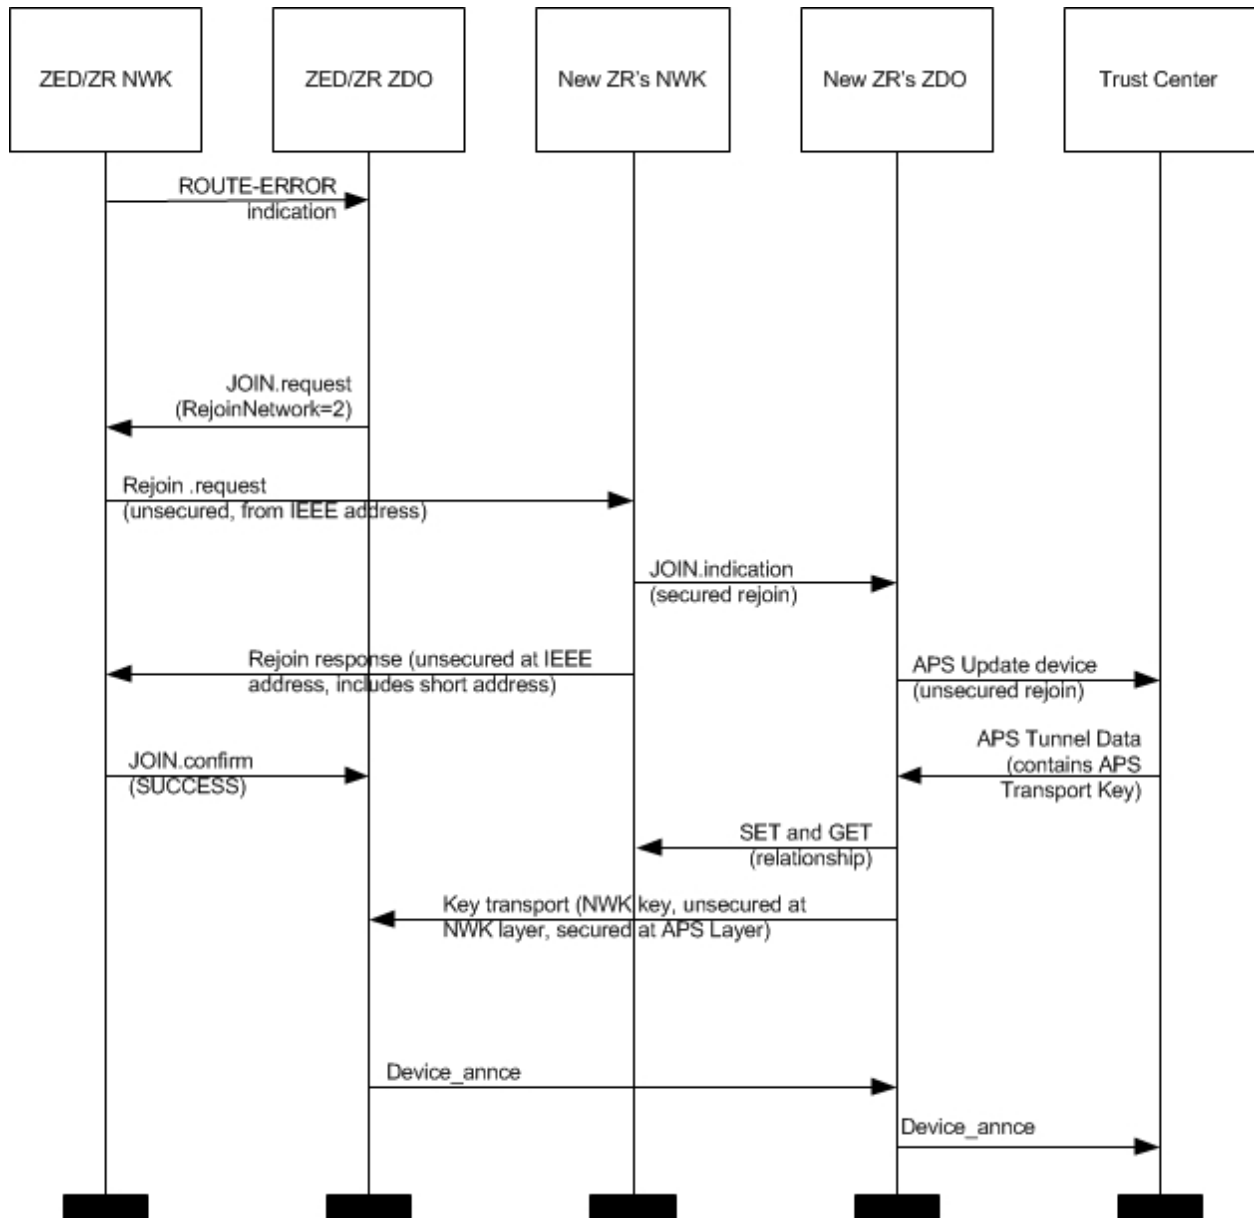 ZED/ZR NWK
ZED/ZR ZDO
New ZR's NWK
New ZR's ZDO
Trust Center
ROUTE-ERROR
indication
JOIN.request
(RejoinNetwork=2)
Rejoin .request
(unsecured, from IEEE address)
JOIN.indication
(secured rejoin)
Rejoin response (unsecured at IEEE
address, includes short address)
APS Update device
(unsecured rejoin)
APS Tunnel Data
(contains APS
Transport Key)
JOIN.confirm
(SUCCESS)
SET and GET
(relationship)
Key transport (NWK key, unsecured at
NWK layer, secured at APS Layer)
Device_annce
Device_annce